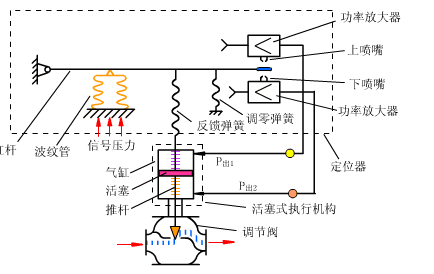 功率放大器
上喷嘴
下喷嘴
功率放大器
调零弹簧
反馈弹簧
杠杆
波纹管
信号压力
定位器
P出1
气缸
活塞
P出2
推杆
活塞式执行机构
调节阀